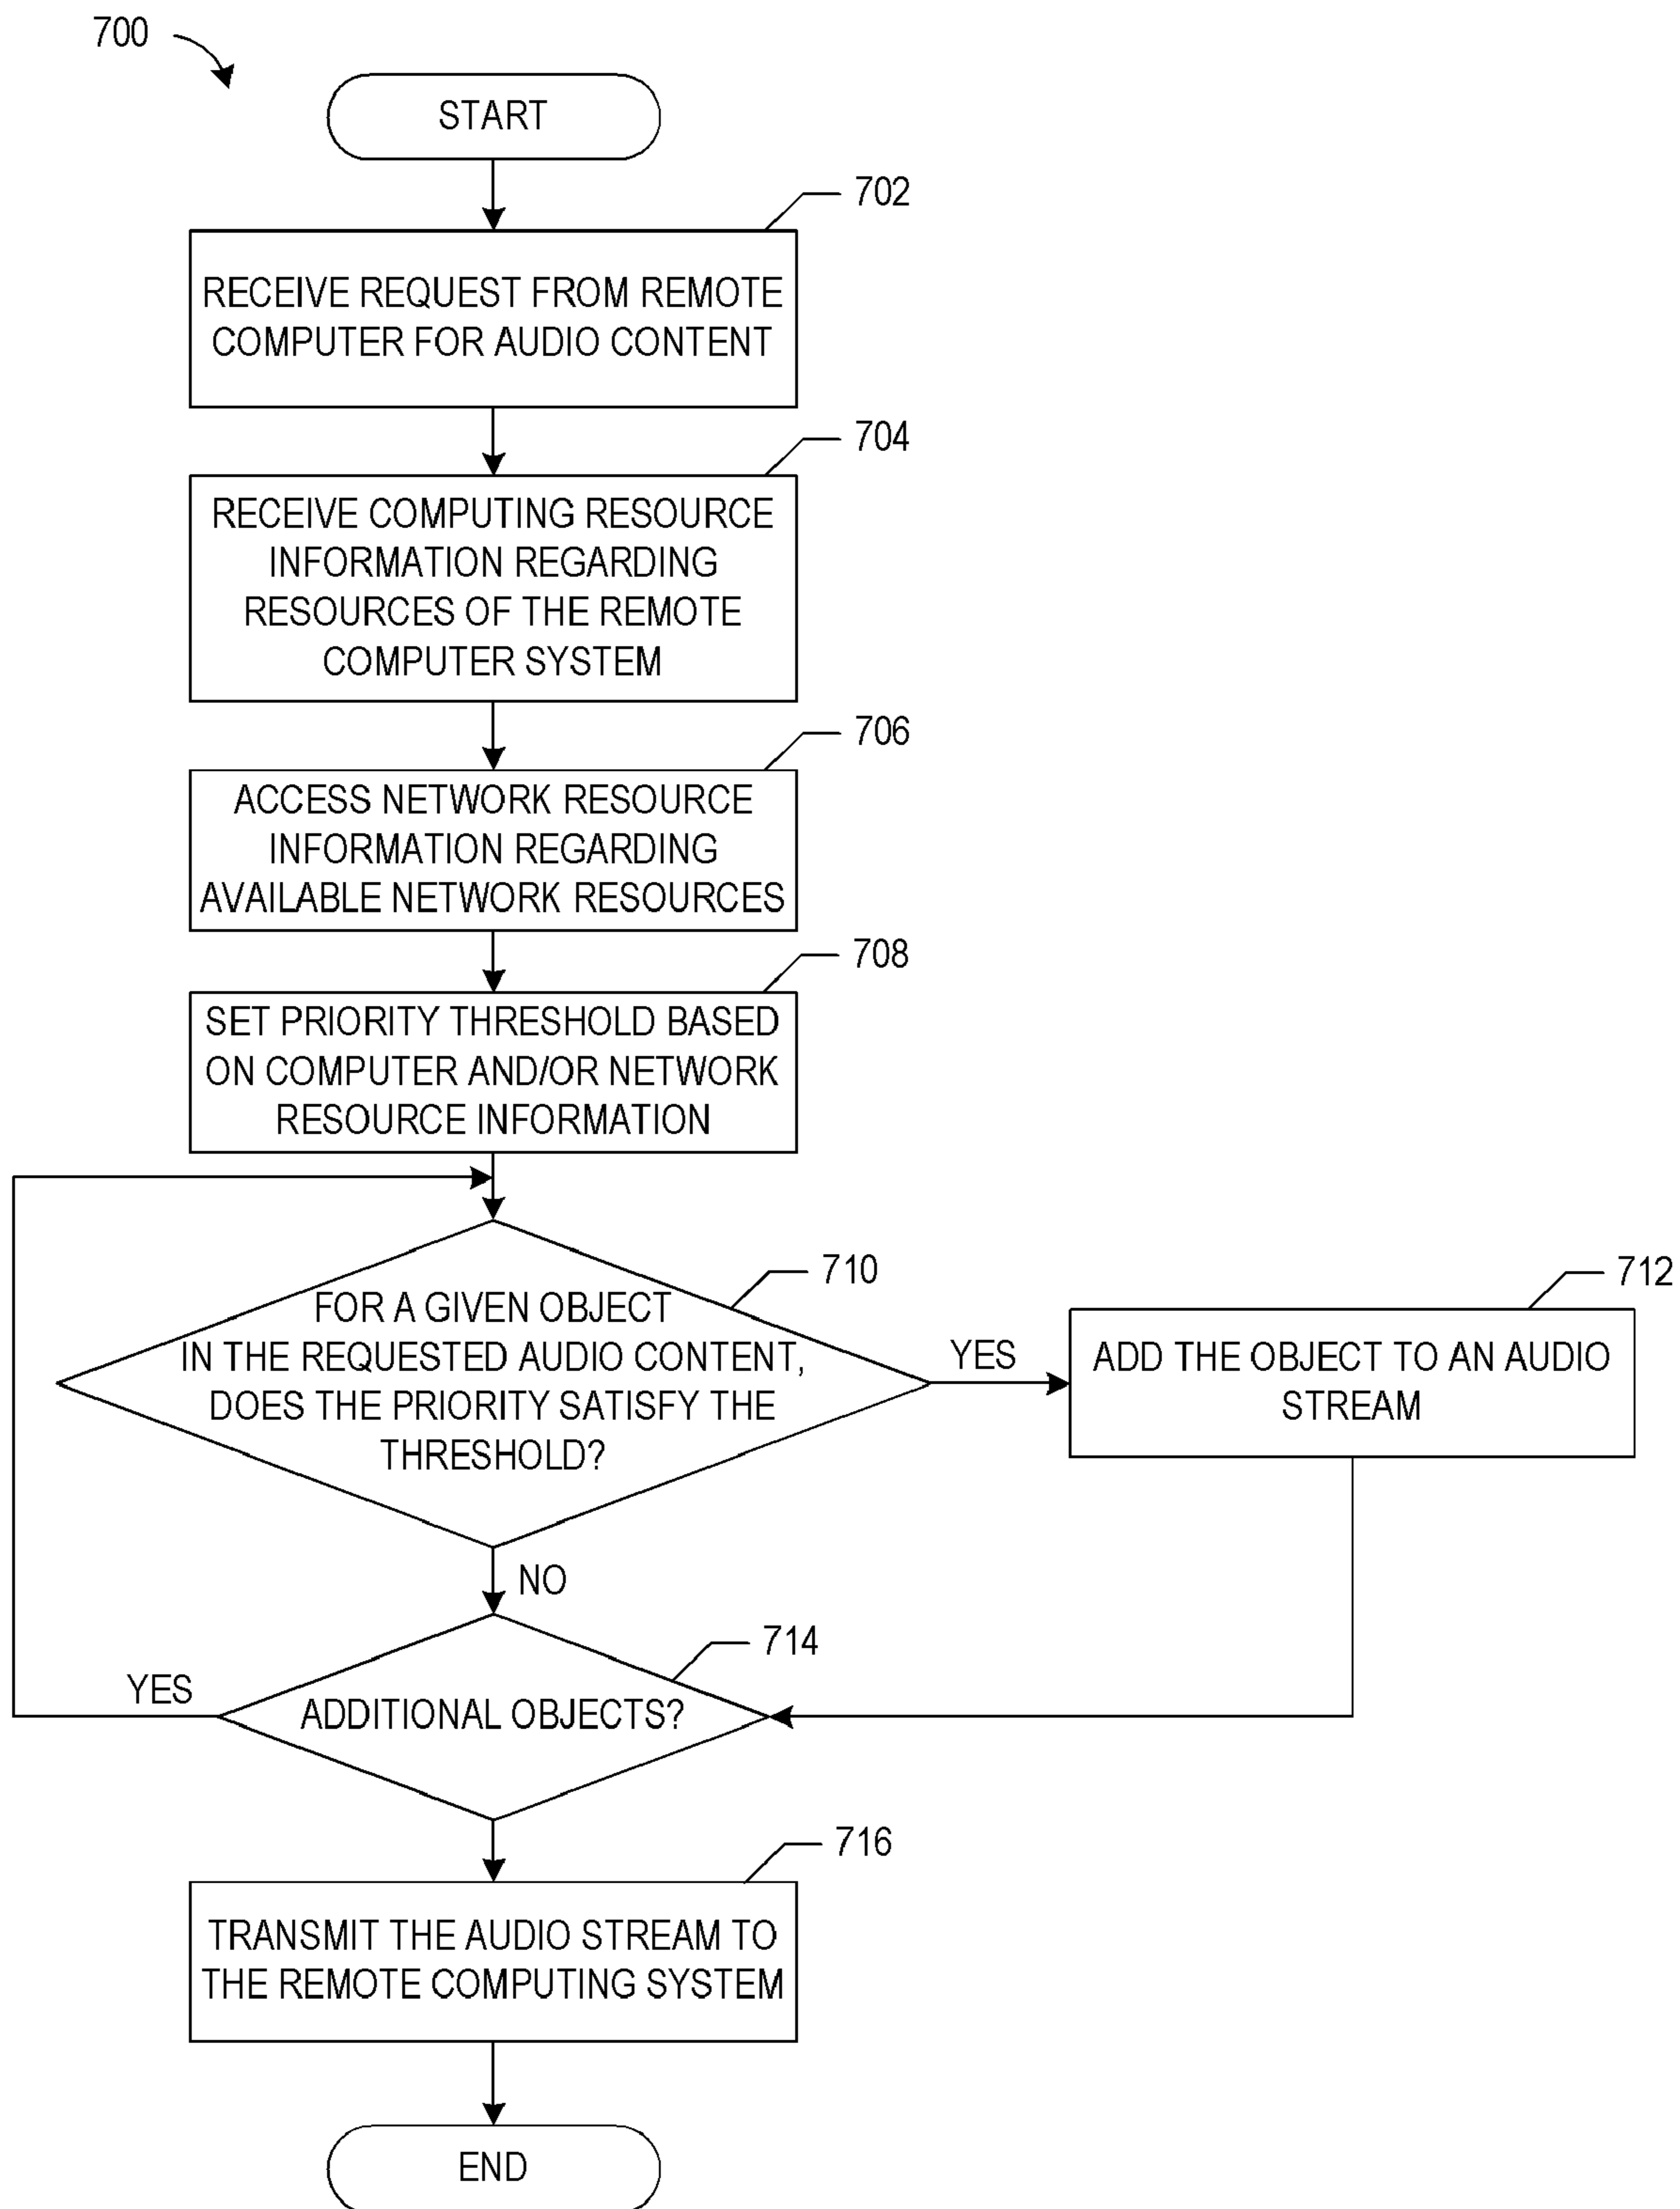 700
START
702
RECEIVE REQUEST FROM REMOTE
COMPUTER FOR AUDIO CONTENT
704
RECEIVE COMPUTING RESOURCE
INFORMATION REGARDING
RESOURCES OF THE REMOTE
COMPUTER SYSTEM
706
ACCESS NETWORK RESOURCE
INFORMATION REGARDING
AVAILABLE NETWORK RESOURCES
708
SET PRIORITY THRESHOLD BASED
ON COMPUTER AND/OR NETWORK
RESOURCE INFORMATION
710
FOR A GIVEN OBJECT
IN THE REQUESTED AUDIO CONTENT,
DOES THE PRIORITY SATISFY THE
THRESHOLD?
YES
712
ADD THE OBJECT TO AN AUDIO
STREAM
NO
714
YES
ADDITIONAL OBJECTS?
716
TRANSMIT THE AUDIO STREAM TO
THE REMOTE COMPUTING SYSTEM
END